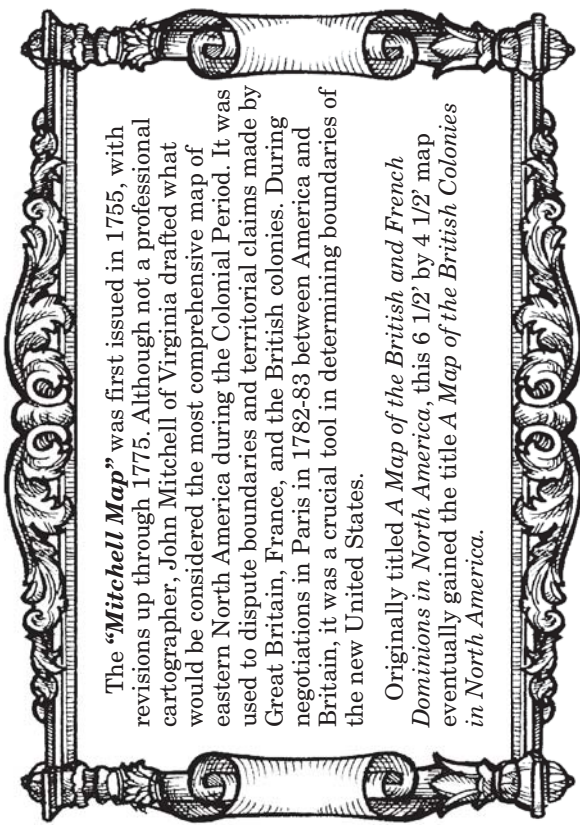 The “Mitchell Map” was first issued in 1755, with
revisions up through 1775. Although not a professional
cartographer, John Mitchell of Virginia drafted what
would be considered the most comprehensive map of
eastern North America during the Colonial Period. It was
used to dispute boundaries and territorial claims made by
Great Britain, France, and the British colonies. During
negotiations in Paris in 1782-83 between America and
Britain, it was a crucial tool in determining boundaries of
the new United States.
Originally titled A Map of the British and French
Dominions in North America, this 6 1/2’ by 4 1/2’ map
eventually gained the title A Map of the British Colonies
in North America.